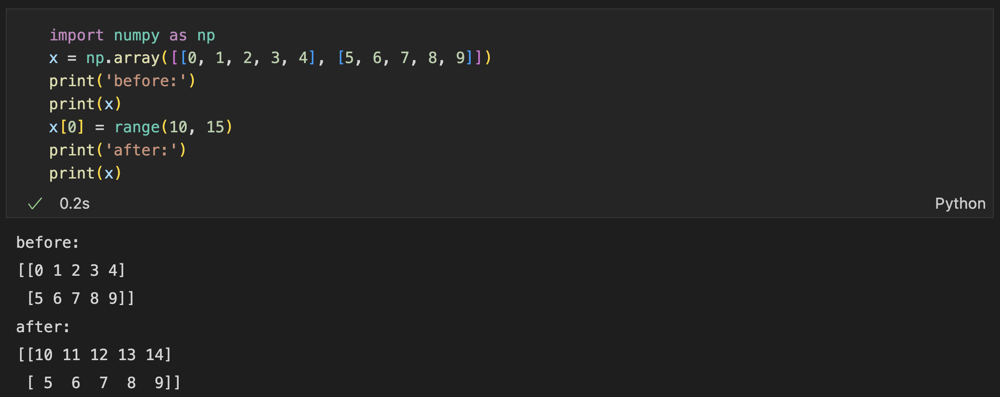 import numpy as np
x = np.array([[0, 1, 2, 3, 4], [5, 6, 7, 8, 9]])
print('before:')
print(x)
x[0] = range(10, 15)
print('after:')
print(x)
0.2s
Python
before:
[[0 1 2 3 4]
 [5 6 7 8 9]]
after:
[[10 11 12 13 14]
 [ 5  6  7  8  9]]